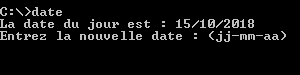 C:\>date
La date du jour est : 15/10/2018
Entrez la nouvelle date : (jj-mm-aa)